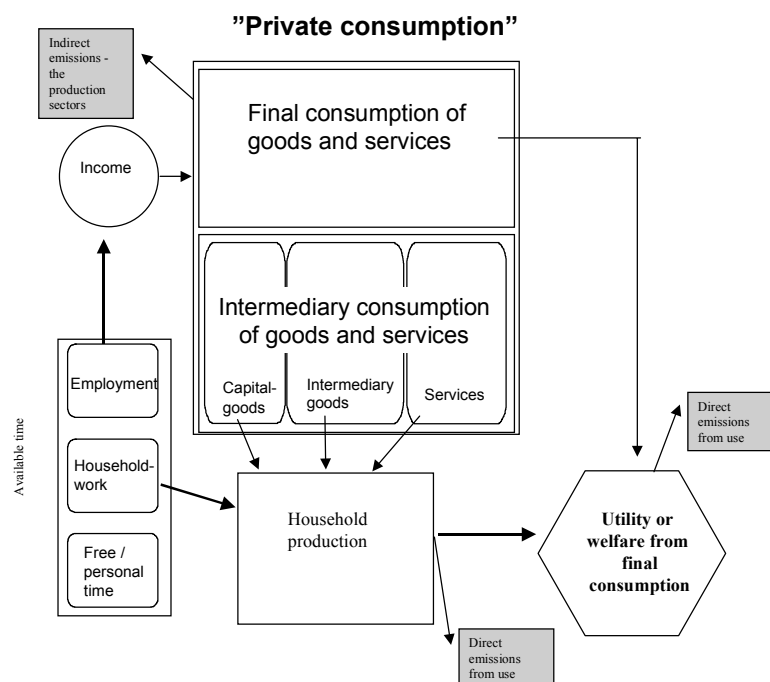 ”Private consumption”
Indirect
emissions -
the
production
sectors
Final consumption of
goods and services
Income
Intermediary consumption
of goods and services
Capital-
goods
Intermediary
goods
Services
Available time
Employment
Household-
work
Free /
personal
time
Household
production
Direct
emissions
from use
Utility or
welfare from
final
consumption
Direct
emissions
from use